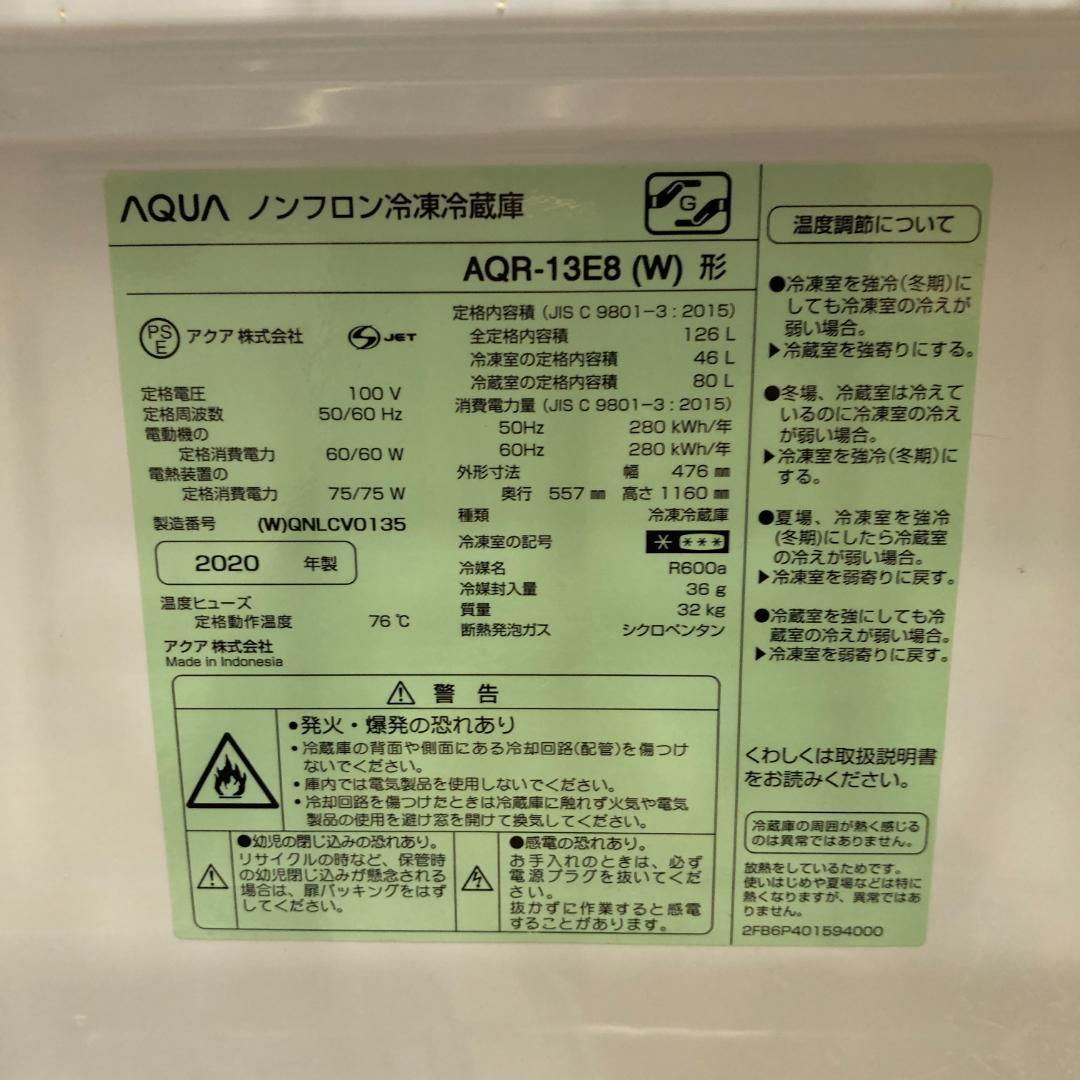 AQUA ノンフロン冷凍冷蔵庫
G
AQR-13E8 (W) 形
PS
E
アクア 株式会社
S JET
定格電圧 100 V
定格周波数 50/60 Hz
電動機の
定格消費電力 60/60 W
電熱装置の
定格消費電力 75/75 W
製造番号 (W)QNLCV0135
2020 年製
温度ヒューズ
定格動作温度 76 ℃
アクア 株式会社
Made in Indonesia
定格内容積 (JIS C 9801-3 : 2015)
全定格内容積 126 L
冷凍室の定格内容積 46 L
冷蔵室の定格内容積 80 L
消費電力量 (JIS C 9801-3 : 2015)
50Hz 280 kWh/年
60Hz 280 kWh/年
外形寸法 幅 476 ㎜
奥行 557 ㎜ 高さ 1160 ㎜
種類 冷凍冷蔵庫
冷凍室の記号 * ***
冷媒名 R600a
冷媒封入量 36 g
質量 32 kg
断熱発泡ガス シクロペンタン
⚠ 警 告
●発火・爆発の恐れあり
・冷蔵庫の背面や側面にある冷却回路(配管)を傷つけ
ないでください。
・庫内では電気製品を使用しないでください。
・冷却回路を傷つけたときは冷蔵庫に触れず火気や電気
製品の使用を避け窓を開けて換気してください。
●幼児の閉じ込みの恐れあり。
リサイクルの時など、保管時
の幼児閉じ込みが懸念される
場合は、扉パッキングをはず
してください。
●感電の恐れあり。
お手入れのときは、必ず
電源プラグを抜いてくだ
さい。
抜かずに作業すると感電
することがあります。
温度調節について
●冷凍室を強冷(冬期)に
しても冷凍室の冷えが
弱い場合。
▶冷蔵室を強寄りにする。
●冬場、冷蔵室は冷えて
いるのに冷凍室の冷え
が弱い場合。
▶冷凍室を強冷(冬期)に
する。
●夏場、冷凍室を強冷
(冬期)にしたら冷蔵室
の冷えが弱い場合。
▶冷凍室を弱寄りに戻す。
●冷蔵室を強にしても冷
蔵室の冷えが弱い場合。
▶冷凍室を弱寄りに戻す。
くわしくは取扱説明書
をお読みください。
冷蔵庫の周囲が熱く感じる
のは異常ではありません。
放熱をしているためです。
使いはじめや夏場などは特に
熱くなりますが、異常ではあ
りません。
2FB6P401594000